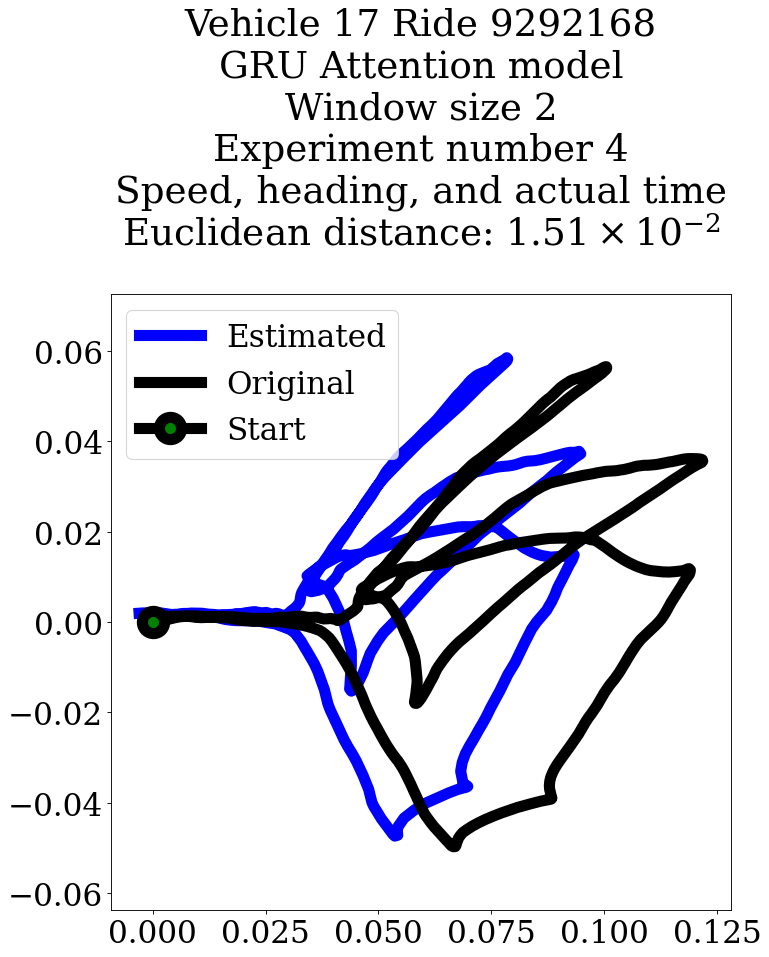 Vehicle 17 Ride 9292168
GRU Attention model
Window size 2
Experiment number 4
Speed, heading, and actual time
Euclidean distance: 1.51 × 10⁻²
Estimated
Original
Start
0.06
0.04
0.02
0.00
−0.02
−0.04
−0.06
0.000 0.025 0.050 0.075 0.100 0.125